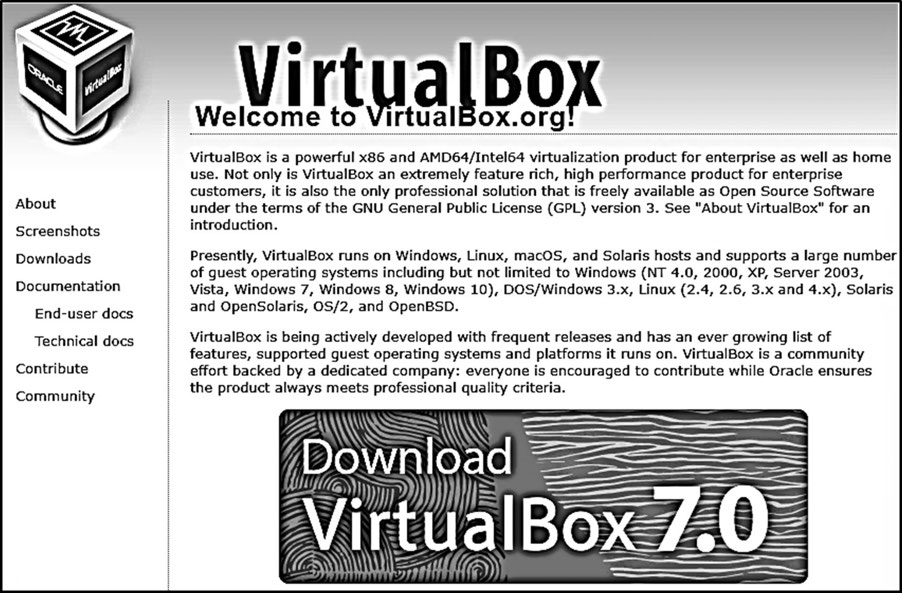 ORACLE
VirtualBox
VirtualBox
Welcome to VirtualBox.org!
About
Screenshots
Downloads
Documentation
End-user docs
Technical docs
Contribute
Community
VirtualBox is a powerful x86 and AMD64/Intel64 virtualization product for enterprise as well as home
use. Not only is VirtualBox an extremely feature rich, high performance product for enterprise
customers, it is also the only professional solution that is freely available as Open Source Software
under the terms of the GNU General Public License (GPL) version 3. See "About VirtualBox" for an
introduction.
Presently, VirtualBox runs on Windows, Linux, macOS, and Solaris hosts and supports a large number
of guest operating systems including but not limited to Windows (NT 4.0, 2000, XP, Server 2003,
Vista, Windows 7, Windows 8, Windows 10), DOS/Windows 3.x, Linux (2.4, 2.6, 3.x and 4.x), Solaris
and OpenSolaris, OS/2, and OpenBSD.
VirtualBox is being actively developed with frequent releases and has an ever growing list of
features, supported guest operating systems and platforms it runs on. VirtualBox is a community
effort backed by a dedicated company: everyone is encouraged to contribute while Oracle ensures
the product always meets professional quality criteria.
Download
VirtualBox 7.0